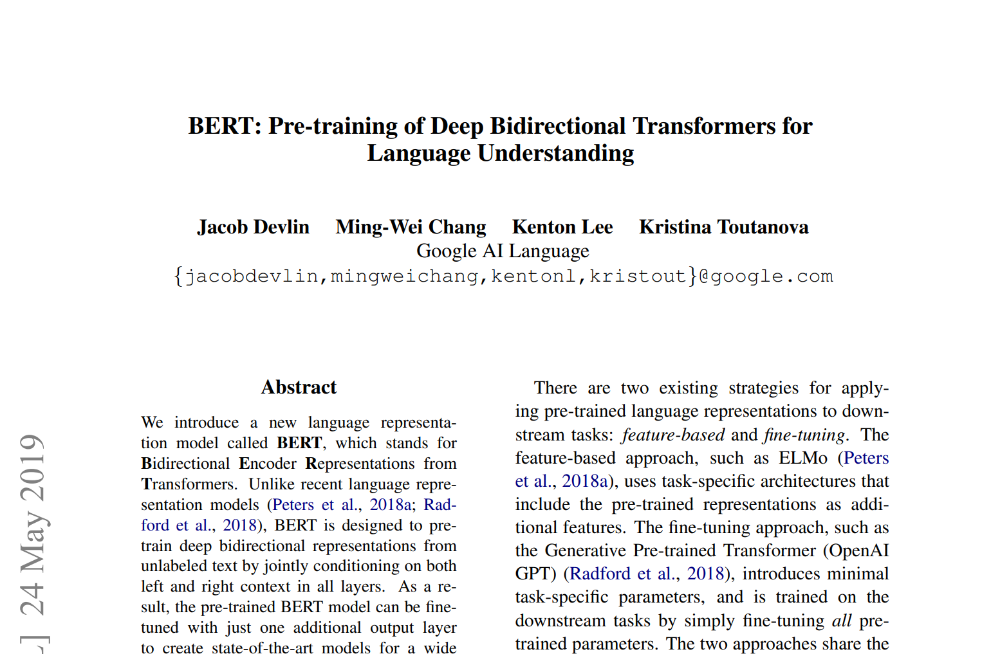 BERT: Pre-training of Deep Bidirectional Transformers for
Language Understanding
Jacob Devlin Ming-Wei Chang Kenton Lee Kristina Toutanova
Google AI Language
{jacobdevlin,mingweichang,kentonl,kristout}@google.com
Abstract
We introduce a new language representa-
tion model called BERT, which stands for
Bidirectional Encoder Representations from
Transformers. Unlike recent language repre-
sentation models (Peters et al., 2018a; Rad-
ford et al., 2018), BERT is designed to pre-
train deep bidirectional representations from
unlabeled text by jointly conditioning on both
left and right context in all layers. As a re-
sult, the pre-trained BERT model can be fine-
tuned with just one additional output layer
to create state-of-the-art models for a wide
There are two existing strategies for apply-
ing pre-trained language representations to down-
stream tasks: feature-based and fine-tuning. The
feature-based approach, such as ELMo (Peters
et al., 2018a), uses task-specific architectures that
include the pre-trained representations as addi-
tional features. The fine-tuning approach, such as
the Generative Pre-trained Transformer (OpenAI
GPT) (Radford et al., 2018), introduces minimal
task-specific parameters, and is trained on the
downstream tasks by simply fine-tuning all pre-
trained parameters. The two approaches share the
] 24 May 2019